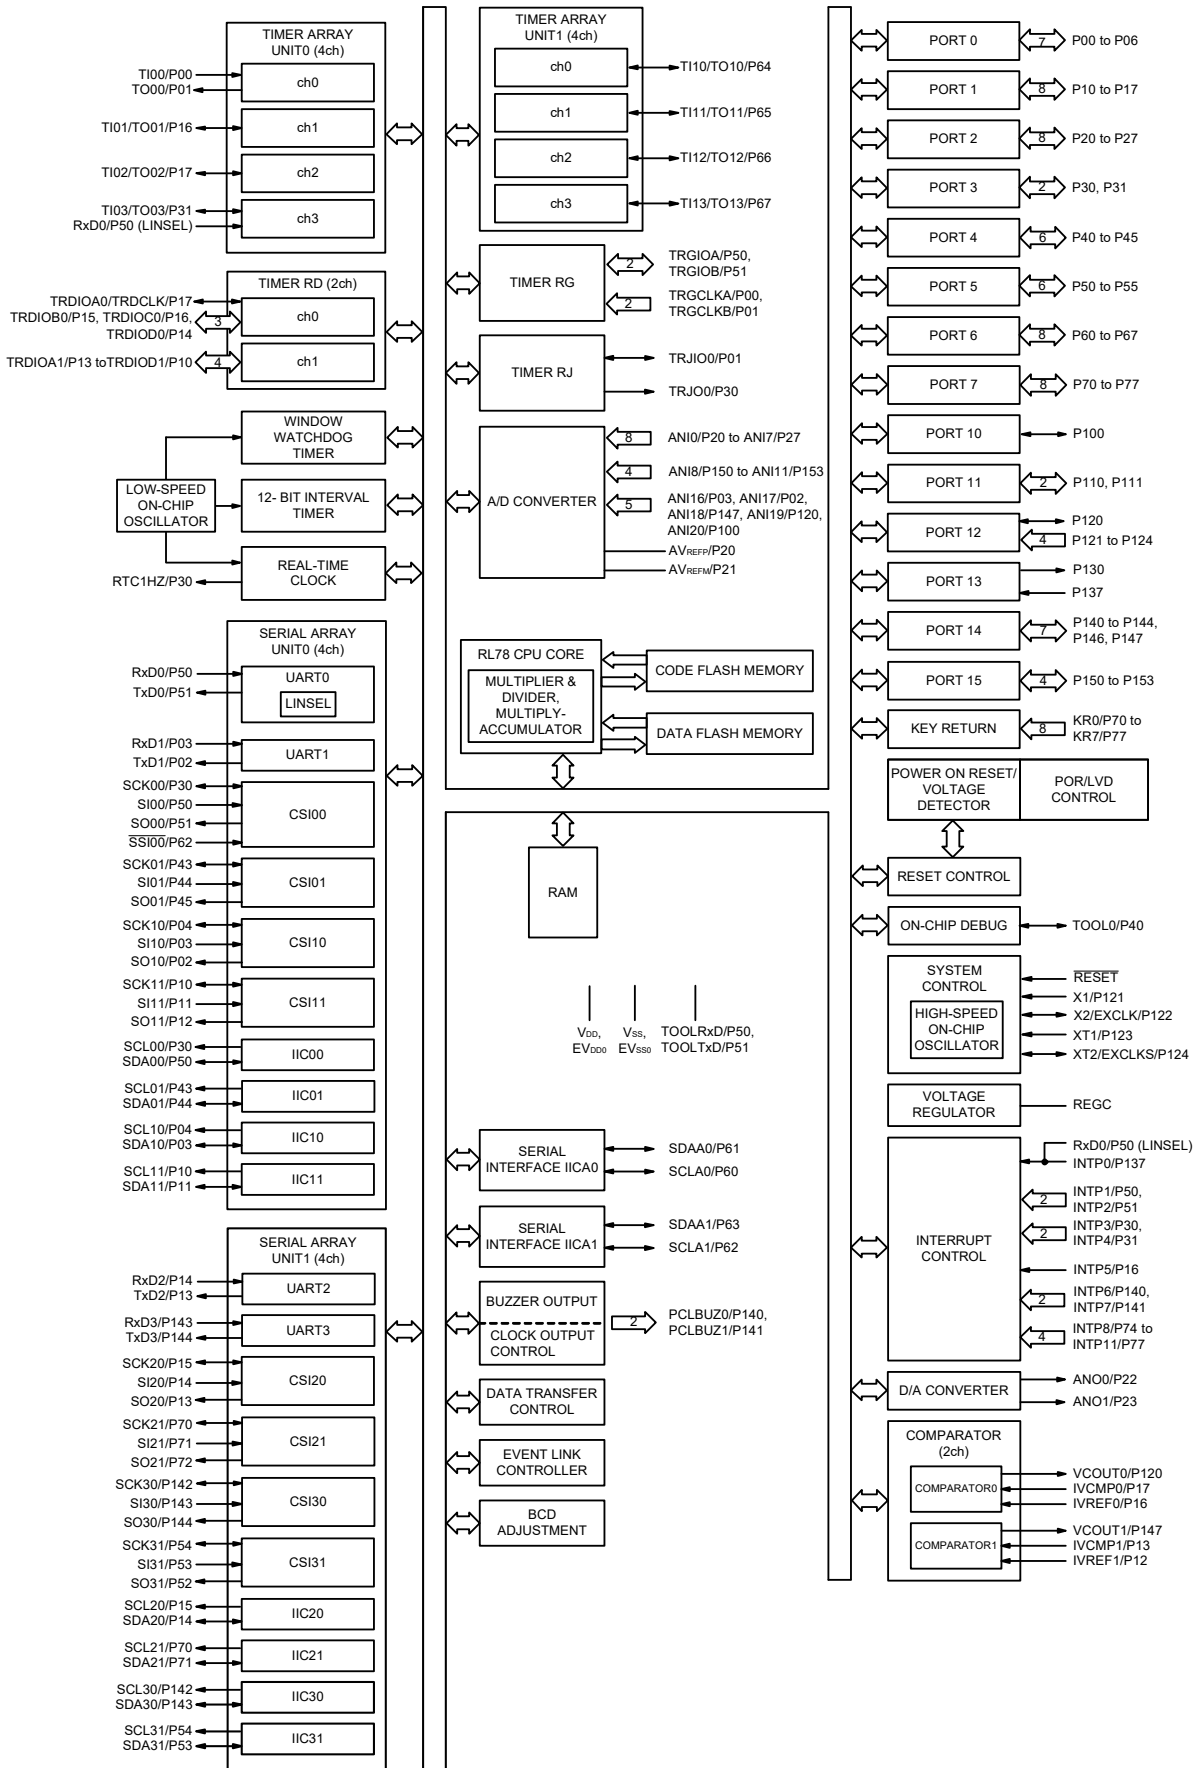 TIMER ARRAY
UNIT0 (4ch)
TI00/P00
TO00/P01
ch0
TI01/TO01/P16
ch1
TI02/TO02/P17
ch2
TI03/TO03/P31
RxD0/P50 (LINSEL)
ch3
TIMER RD (2ch)
TRDIOA0/TRDCLK/P17
TRDIOB0/P15, TRDIOC0/P16,
TRDIOD0/P14
3
ch0
TRDIOA1/P13 toTRDIOD1/P10
4
ch1
WINDOW
WATCHDOG
TIMER
LOW-SPEED
ON-CHIP
OSCILLATOR
12- BIT INTERVAL
TIMER
REAL-TIME
CLOCK
RTC1HZ/P30
SERIAL ARRAY
UNIT0 (4ch)
RxD0/P50
TxD0/P51
UART0
LINSEL
RxD1/P03
TxD1/P02
UART1
SCK00/P30
SI00/P50
SO00/P51
SSI00/P62
CSI00
SCK01/P43
SI01/P44
SO01/P45
CSI01
SCK10/P04
SI10/P03
SO10/P02
CSI10
SCK11/P10
SI11/P11
SO11/P12
CSI11
SCL00/P30
SDA00/P50
IIC00
SCL01/P43
SDA01/P44
IIC01
SCL10/P04
SDA10/P03
IIC10
SCL11/P10
SDA11/P11
IIC11
SERIAL ARRAY
UNIT1 (4ch)
RxD2/P14
TxD2/P13
UART2
RxD3/P143
TxD3/P144
UART3
SCK20/P15
SI20/P14
SO20/P13
CSI20
SCK21/P70
SI21/P71
SO21/P72
CSI21
SCK30/P142
SI30/P143
SO30/P144
CSI30
SCK31/P54
SI31/P53
SO31/P52
CSI31
SCL20/P15
SDA20/P14
IIC20
SCL21/P70
SDA21/P71
IIC21
SCL30/P142
SDA30/P143
IIC30
SCL31/P54
SDA31/P53
IIC31
TIMER ARRAY
UNIT1 (4ch)
ch0
TI10/TO10/P64
ch1
TI11/TO11/P65
ch2
TI12/TO12/P66
ch3
TI13/TO13/P67
TIMER RG
2
TRGIOA/P50,
TRGIOB/P51
2
TRGCLKA/P00,
TRGCLKB/P01
TIMER RJ
TRJIO0/P01
TRJO0/P30
A/D CONVERTER
8
ANI0/P20 to ANI7/P27
4
ANI8/P150 to ANI11/P153
5
ANI16/P03, ANI17/P02,
ANI18/P147, ANI19/P120,
ANI20/P100
AVREFP/P20
AVREFM/P21
RL78 CPU CORE
MULTIPLIER &
DIVIDER,
MULTIPLY-
ACCUMULATOR
CODE FLASH MEMORY
DATA FLASH MEMORY
RAM
VDD,
EVDD0
VSS,
EVSS0
TOOLRxD/P50,
TOOLTxD/P51
SERIAL
INTERFACE IICA0
SDAA0/P61
SCLA0/P60
SERIAL
INTERFACE IICA1
SDAA1/P63
SCLA1/P62
BUZZER OUTPUT
CLOCK OUTPUT
CONTROL
2
PCLBUZ0/P140,
PCLBUZ1/P141
DATA TRANSFER
CONTROL
EVENT LINK
CONTROLLER
BCD
ADJUSTMENT
PORT 0
7
P00 to P06
PORT 1
8
P10 to P17
PORT 2
8
P20 to P27
PORT 3
2
P30, P31
PORT 4
6
P40 to P45
PORT 5
6
P50 to P55
PORT 6
8
P60 to P67
PORT 7
8
P70 to P77
PORT 10
P100
PORT 11
2
P110, P111
PORT 12
P120
4
P121 to P124
PORT 13
P130
P137
PORT 14
7
P140 to P144,
P146, P147
PORT 15
4
P150 to P153
KEY RETURN
8
KR0/P70 to
KR7/P77
POWER ON RESET/
VOLTAGE
DETECTOR
POR/LVD
CONTROL
RESET CONTROL
ON-CHIP DEBUG
TOOL0/P40
SYSTEM
CONTROL
HIGH-SPEED
ON-CHIP
OSCILLATOR
RESET
X1/P121
X2/EXCLK/P122
XT1/P123
XT2/EXCLKS/P124
VOLTAGE
REGULATOR
REGC
INTERRUPT
CONTROL
RxD0/P50 (LINSEL)
INTP0/P137
2
INTP1/P50,
INTP2/P51
2
INTP3/P30,
INTP4/P31
INTP5/P16
2
INTP6/P140,
INTP7/P141
4
INTP8/P74 to
INTP11/P77
D/A CONVERTER
ANO0/P22
ANO1/P23
COMPARATOR
(2ch)
COMPARATOR0
VCOUT0/P120
IVCMP0/P17
IVREF0/P16
COMPARATOR1
VCOUT1/P147
IVCMP1/P13
IVREF1/P12